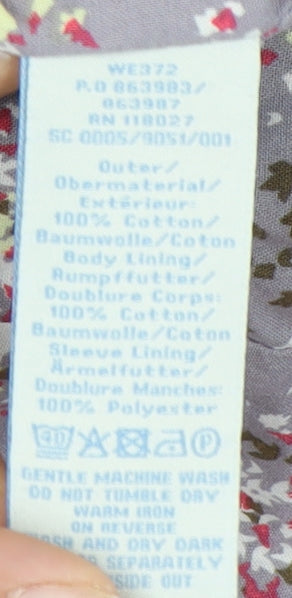 WE372
P.O 863983/
863987
RN 118027
SC 0005/9051/001
Outer/
Obermaterial/
Extérieur:
100% Cotton/
Baumwolle/Coton
Body Lining/
Rumpffutter/
Doublure Corps:
100% Cotton/
Baumwolle/Coton
Sleeve Lining/
Ärmelfutter/
Doublure Manches:
100% Polyester
40 P
GENTLE MACHINE WASH
DO NOT TUMBLE DRY
WARM IRON
ON REVERSE
WASH AND DRY DARK
SEPARATELY
INSIDE OUT